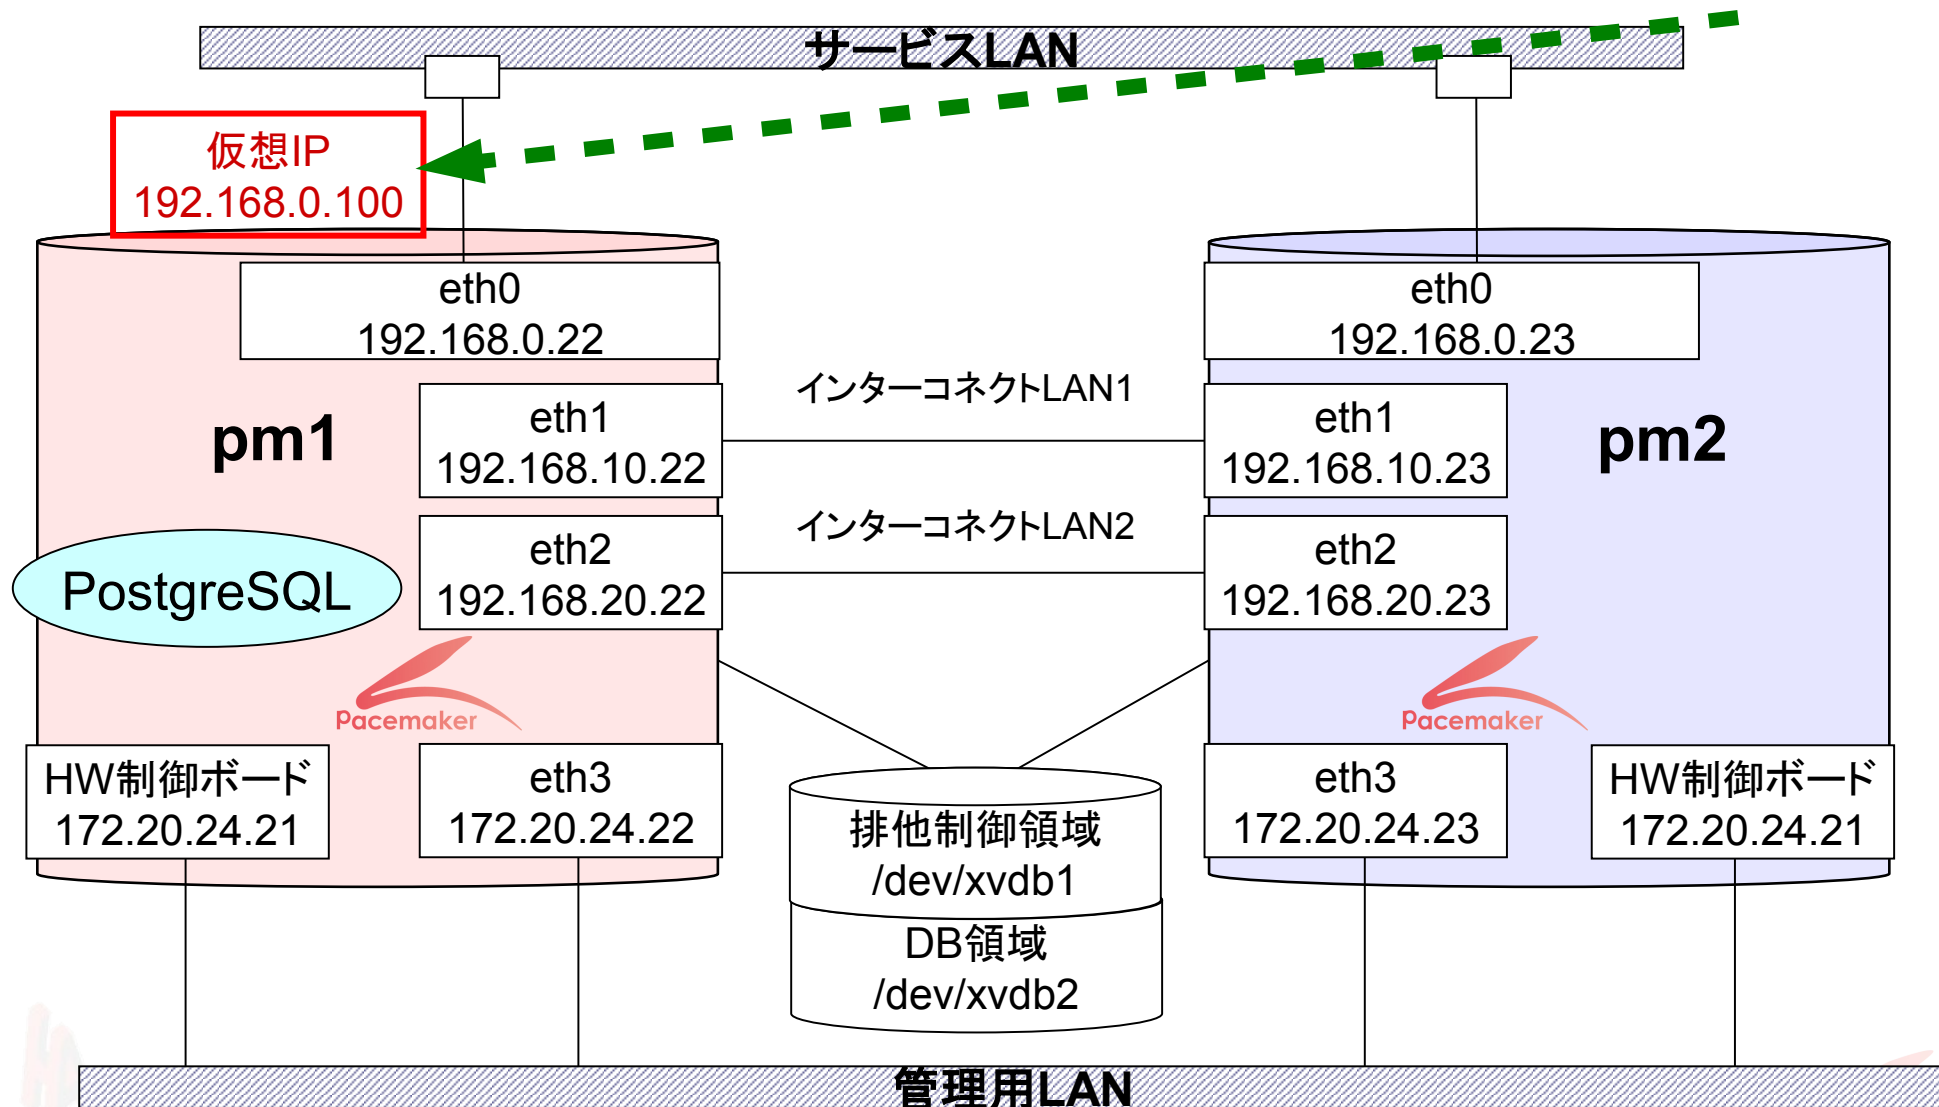 サービスLAN
仮想IP
192.168.0.100
eth0
192.168.0.22
eth0
192.168.0.23
インターコネクトLAN1
eth1
192.168.10.22
eth1
192.168.10.23
pm1
pm2
インターコネクトLAN2
eth2
192.168.20.22
eth2
192.168.20.23
PostgreSQL
Pacemaker
Pacemaker
HW制御ボード
172.20.24.21
eth3
172.20.24.22
排他制御領域
/dev/xvdb1
eth3
172.20.24.23
HW制御ボード
172.20.24.21
DB領域
/dev/xvdb2
管理用LAN